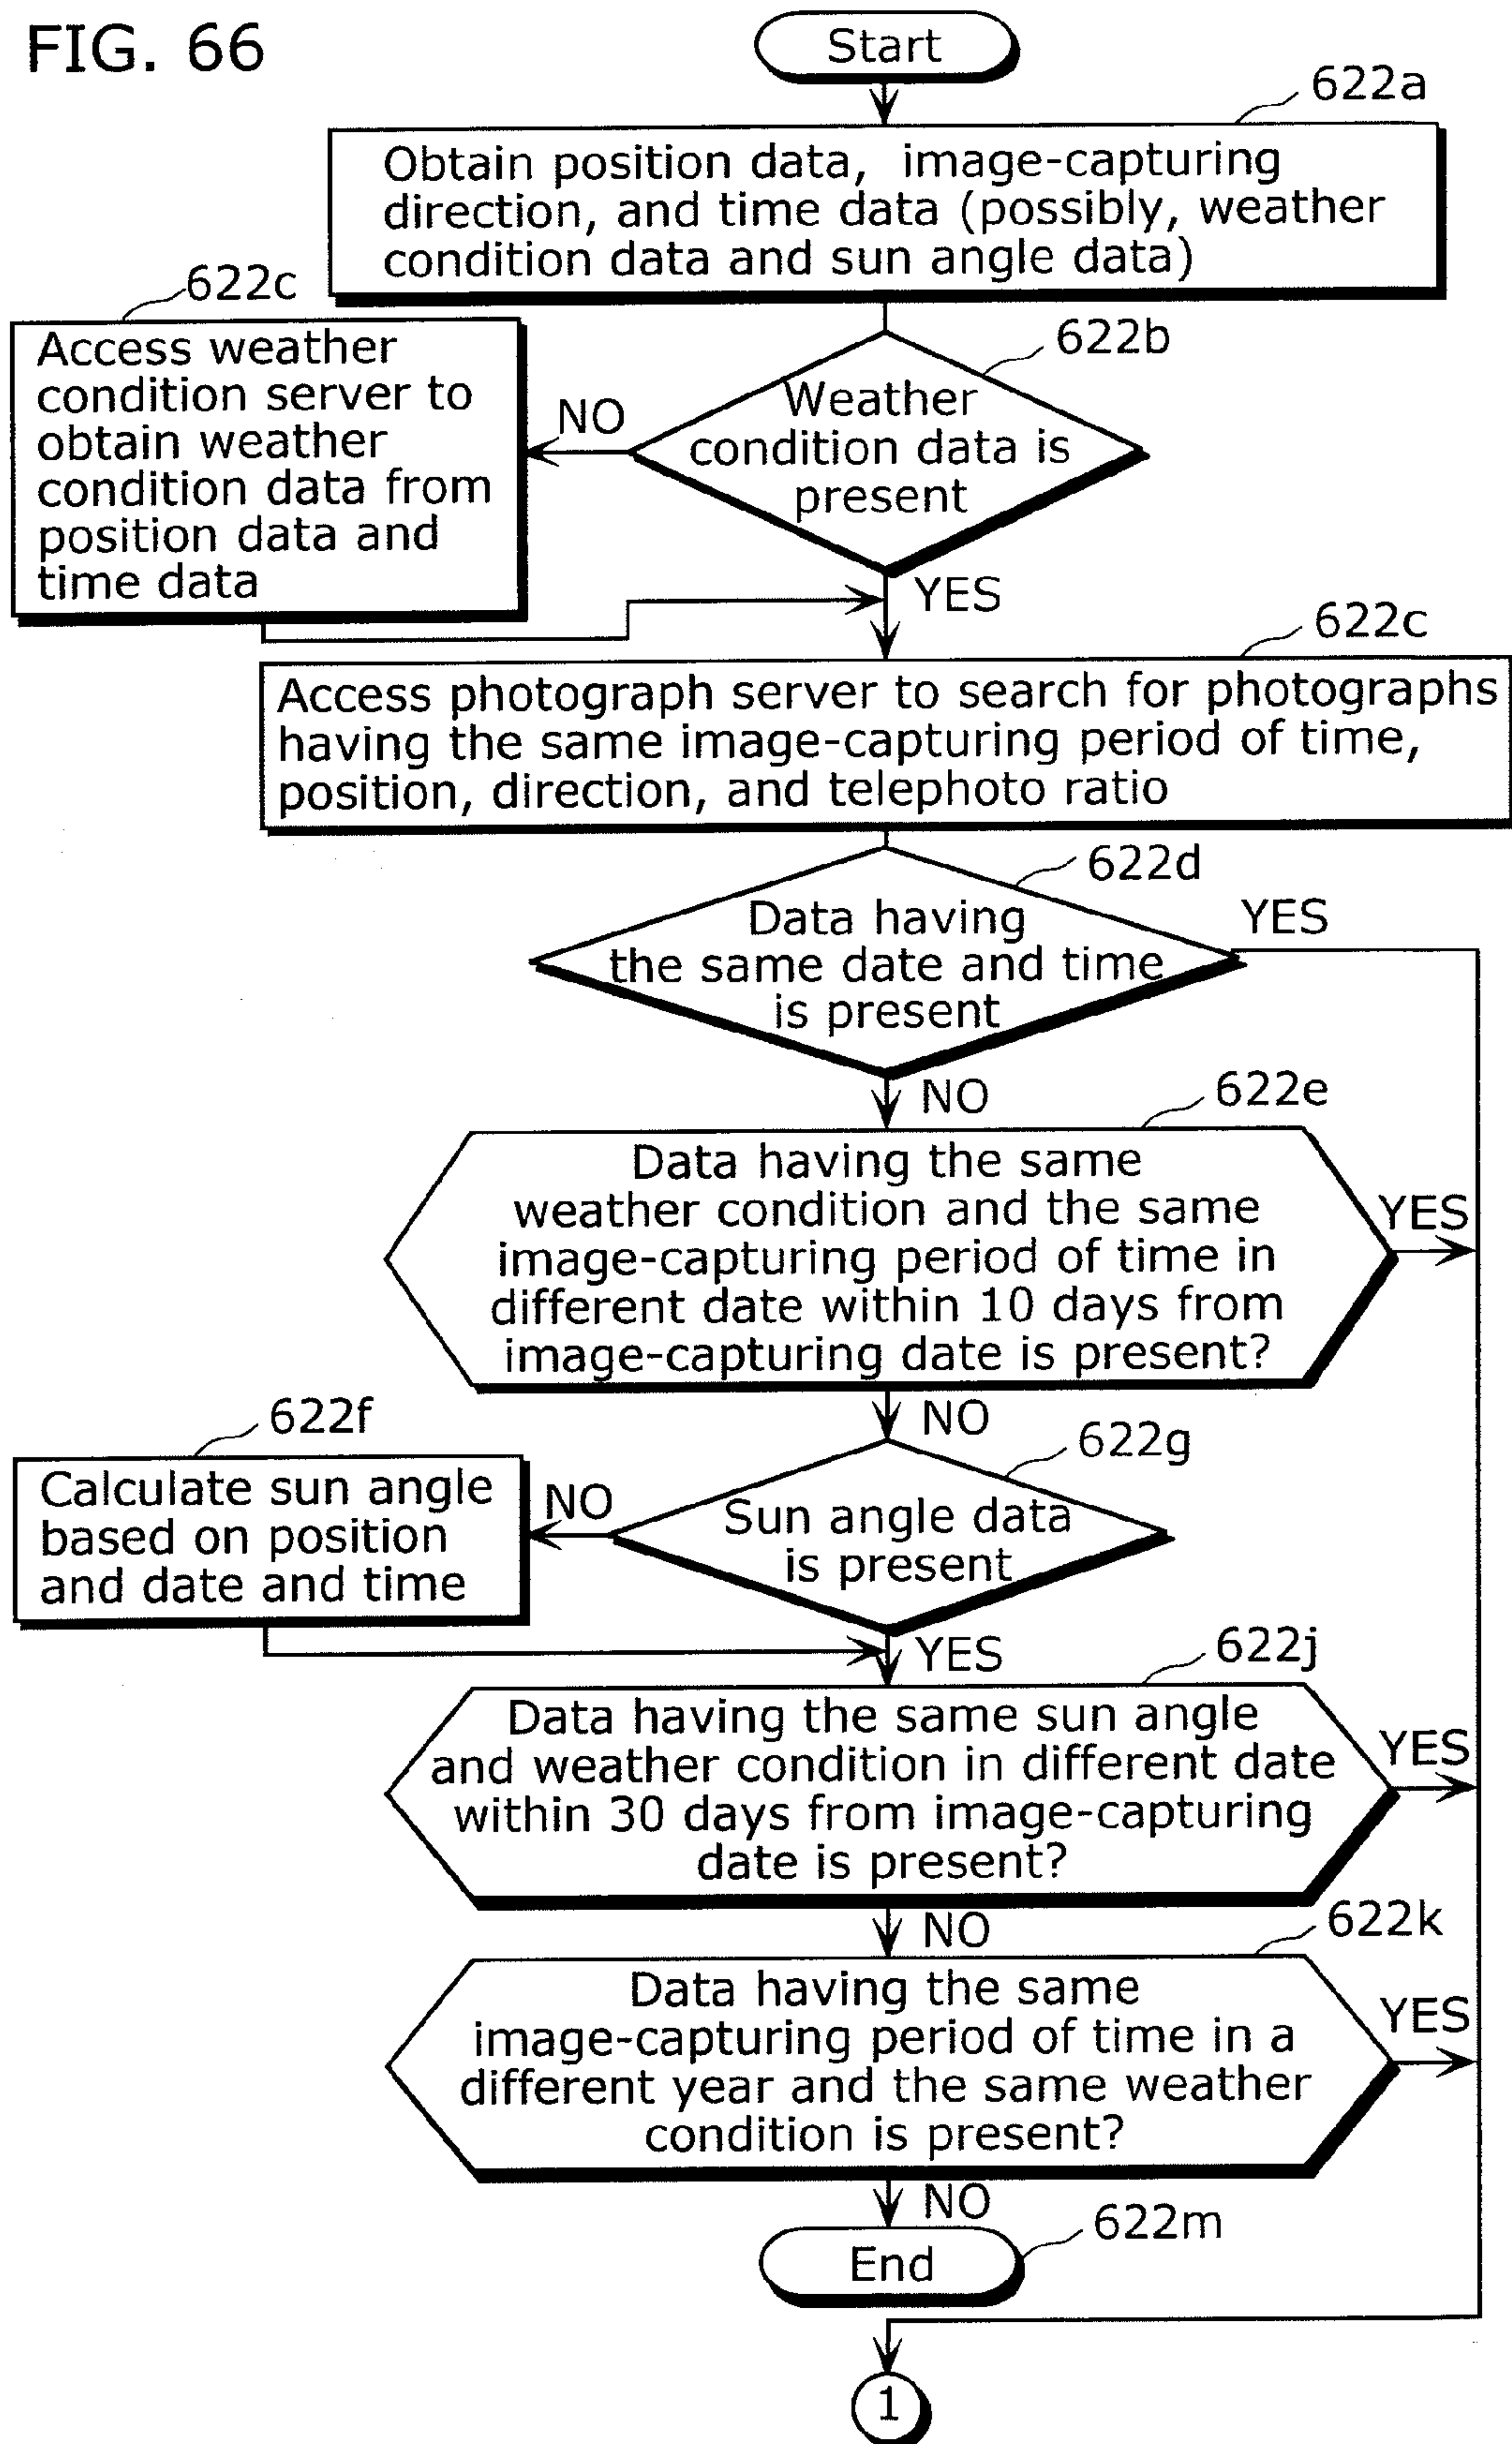 FIG. 66
Start
622a
Obtain position data, image-capturing
direction, and time data (possibly, weather
condition data and sun angle data)
622c
Access weather
condition server to
obtain weather
condition data from
position data and
time data
622b
NO
Weather
condition data is
present
YES
622c
Access photograph server to search for photographs
having the same image-capturing period of time,
position, direction, and telephoto ratio
622d
Data having
the same date and time
is present
YES
NO
622e
Data having the same
weather condition and the same
image-capturing period of time in
different date within 10 days from
image-capturing date is present?
YES
NO
622f
Calculate sun angle
based on position
and date and time
622g
NO
Sun angle data
is present
YES
622j
Data having the same sun angle
and weather condition in different date
within 30 days from image-capturing
date is present?
YES
NO
622k
Data having the same
image-capturing period of time in a
different year and the same weather
condition is present?
YES
NO
622m
End
1